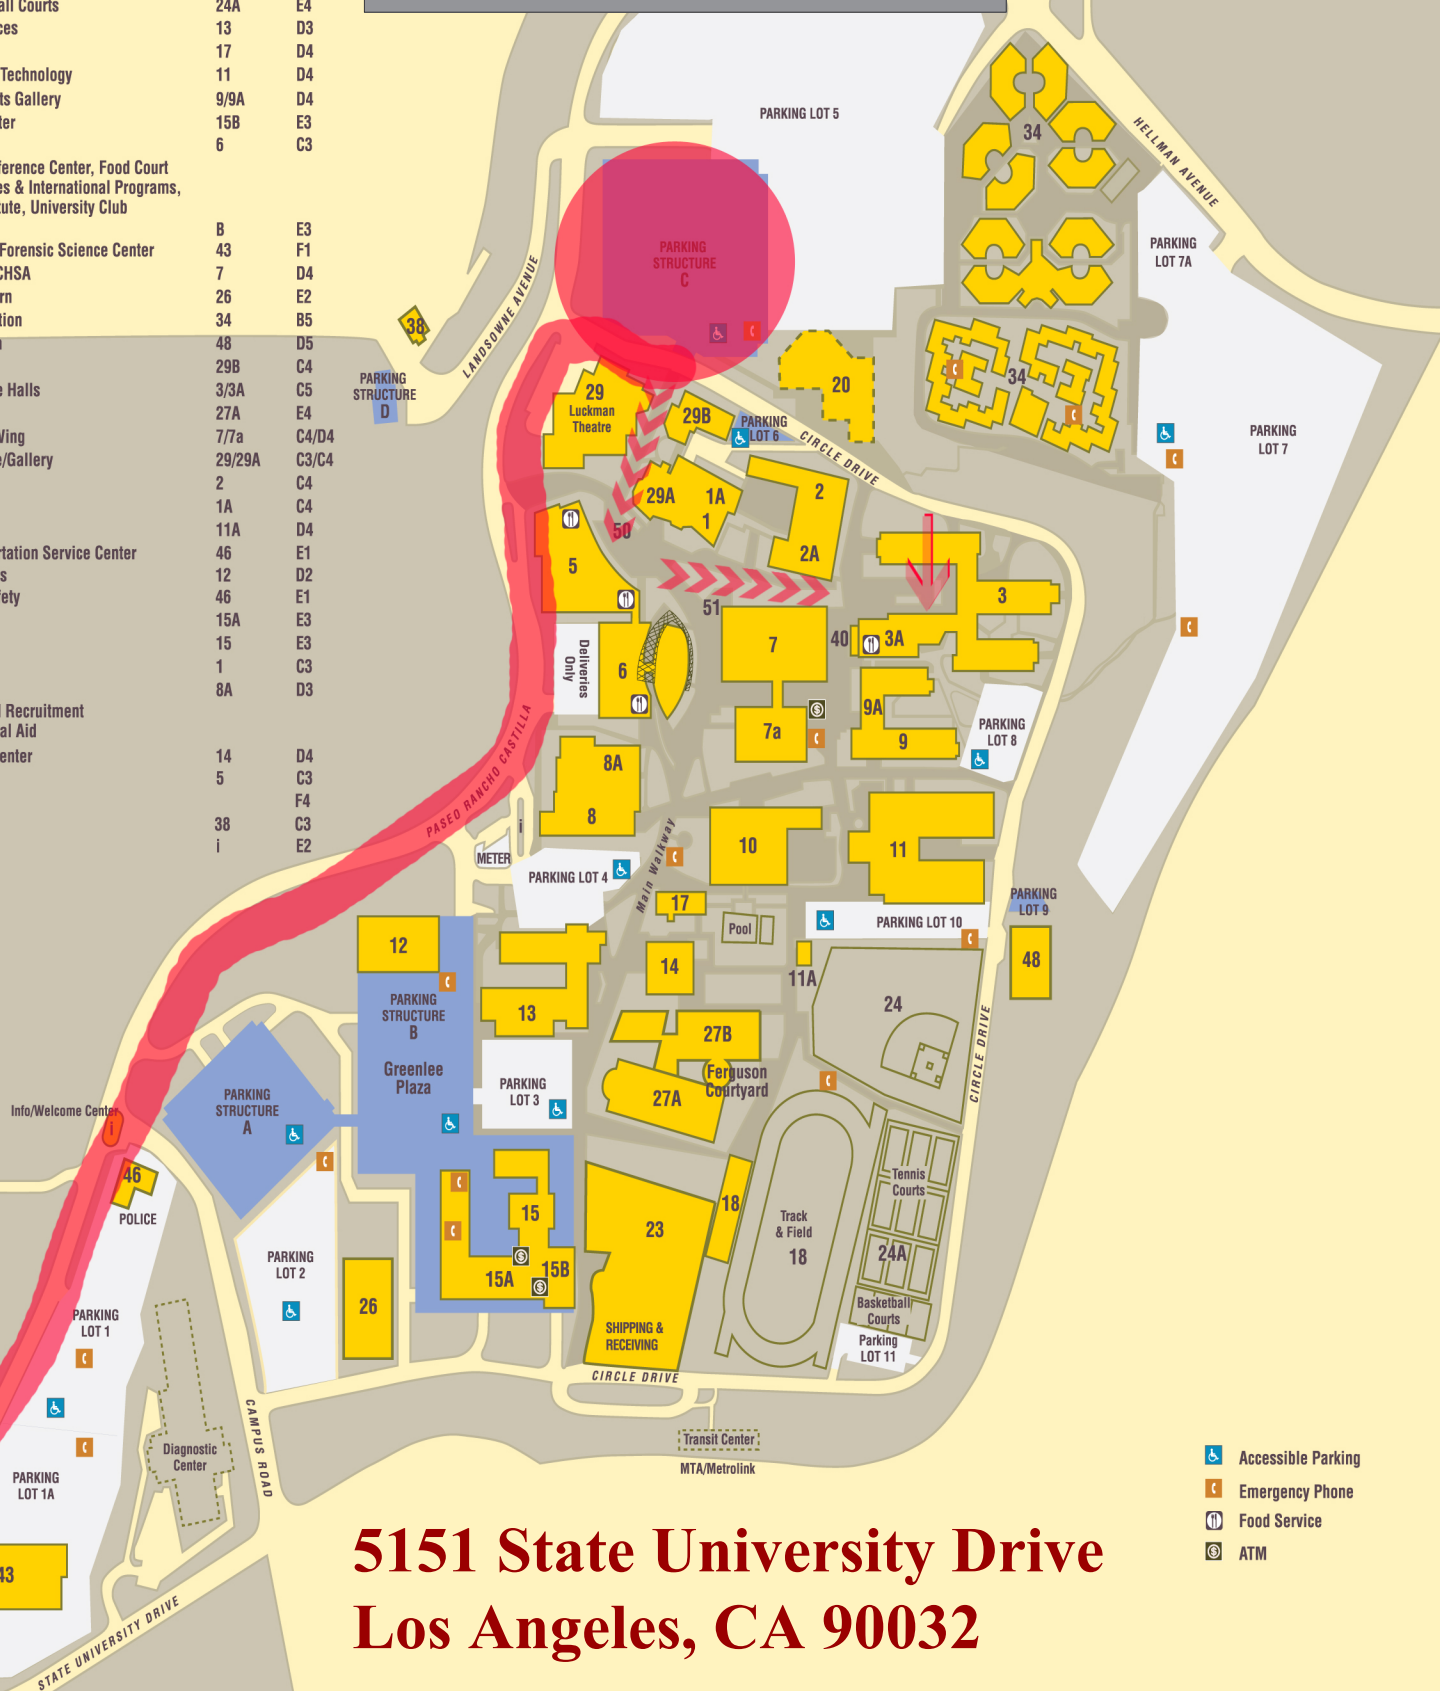 all Courts 24A E4
ces 13 D3
17 D4
Technology 11 D4
ts Gallery 9/9A D4
ter 15B E3
6 C3
ference Center, Food Court
es & International Programs,
tute, University Club
B E3
Forensic Science Center 43 F1
CHSA 7 D4
rn 26 E2
tion 34 B5
48 D5
29B C4
e Halls 3/3A C5
27A E4
Wing 7/7a C4/D4
e/Gallery 29/29A C3/C4
2 C4
1A C4
11A D4
rtation Service Center 46 E1
s 12 D2
fety 46 E1
15A E3
15 E3
1 C3
8A D3
l Recruitment
al Aid
enter 14 D4
5 C3
F4
38 C3
i E2
PARKING LOT 5
34
HELLMAN AVENUE
PARKING
LOT 7A
PARKING
STRUCTURE
C
LANDSOWNE AVENUE
38
PARKING
STRUCTURE
D
29
Luckman
Theatre
29B
PARKING
LOT 6
20
34
CIRCLE DRIVE
PARKING
LOT 7
29A
1A
1
2
2A
50
5
51
3
7
40
3A
Deliveries
Only
6
9A
7a
9
PARKING
LOT 8
PASEO RANCHO CASTILLA
8A
8
i
METER
PARKING LOT 4
Main Walkway
10
11
17
Pool
PARKING LOT 10
PARKING
LOT 9
12
14
11A
48
PARKING
STRUCTURE
B
13
24
27B
Greenlee
Plaza
Ferguson
Courtyard
CIRCLE DRIVE
PARKING
LOT 3
27A
PARKING
STRUCTURE
A
Info/Welcome Center
i
46
POLICE
Tennis
Courts
18
15
Track
& Field
18
23
24A
PARKING
LOT 2
15A
15B
26
Basketball
Courts
PARKING
LOT 1
SHIPPING &
RECEIVING
Parking
LOT 11
CIRCLE DRIVE
CAMPUS ROAD
Diagnostic
Center
Transit Center
MTA/Metrolink
PARKING
LOT 1A
43
STATE UNIVERSITY DRIVE
Accessible Parking
Emergency Phone
Food Service
ATM
5151 State University Drive
Los Angeles, CA 90032